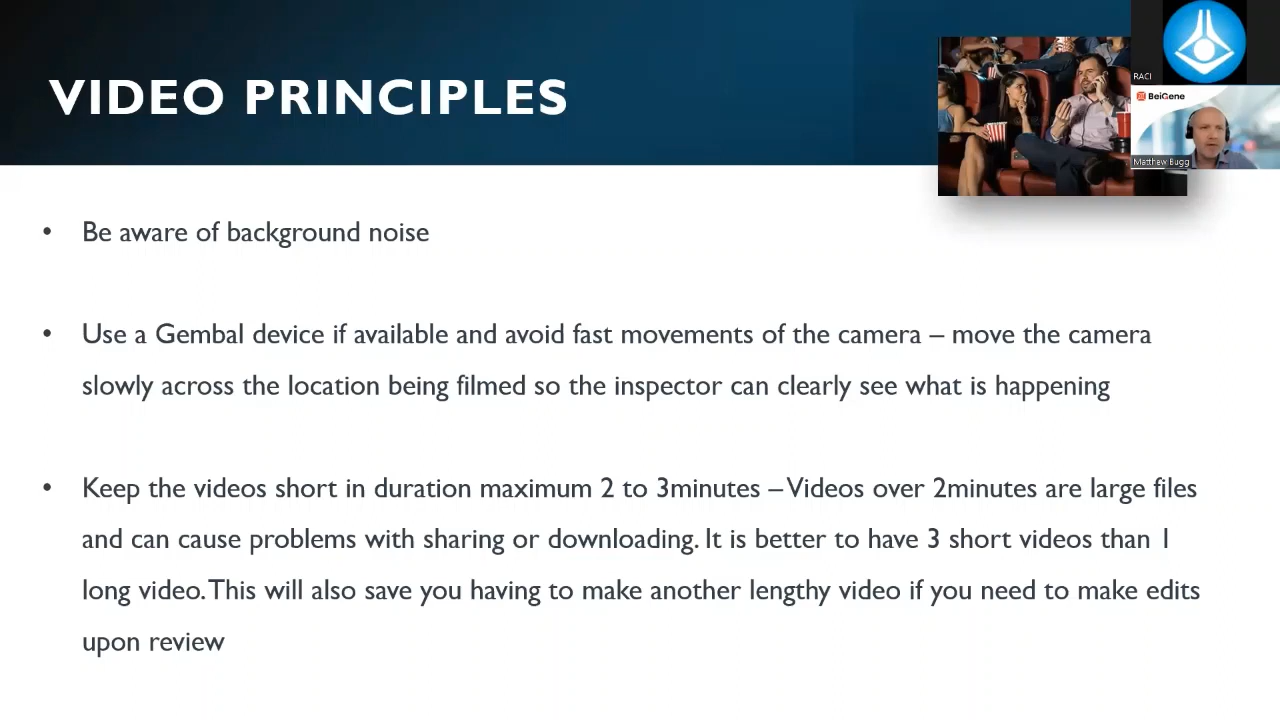 VIDEO PRINCIPLES
RACI
BeiGene
Matthew Bugg
• Be aware of background noise
• Use a Gembal device if available and avoid fast movements of the camera – move the camera
slowly across the location being filmed so the inspector can clearly see what is happening
• Keep the videos short in duration maximum 2 to 3minutes – Videos over 2minutes are large files
and can cause problems with sharing or downloading. It is better to have 3 short videos than 1
long video. This will also save you having to make another lengthy video if you need to make edits
upon review